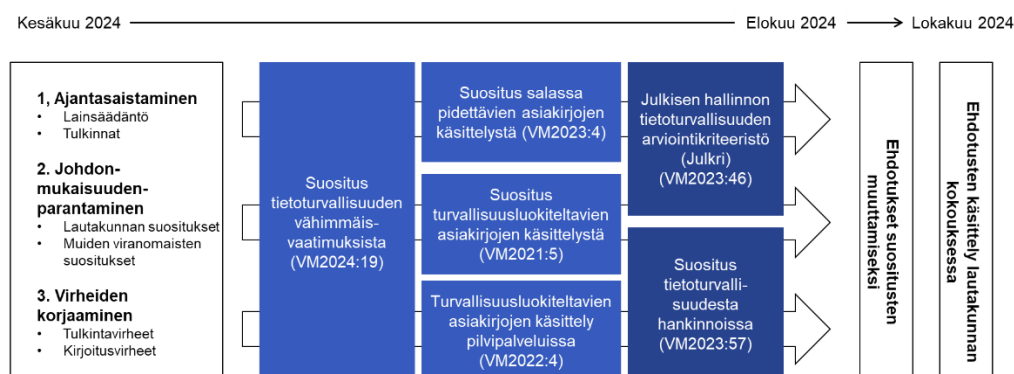 Kesäkuu 2024
Elokuu 2024
Lokakuu 2024
1, Ajantasaistaminen
• Lainsäädäntö
• Tulkinnat
2. Johdon-
mukaisuuden-
parantaminen
• Lautakunnan suositukset
• Muiden viranomaisten
suositukset
3. Virheiden
korjaaminen
• Tulkintavirheet
• Kirjoitusvirheet
Suositus
tietoturvallisuuden
vähimmäis-
vaatimuksista
(VM2024:19)
Suositus salassa
pidettävien asiakirjojen
käsittelystä (VM2023:4)
Suositus
turvallisuusluokiteltavien
asiakirjojen käsittelystä
(VM2021:5)
Turvallisuusluokiteltavien
asiakirjojen käsittely
pilvipalveluissa
(VM2022:4)
Julkisen hallinnon
tietoturvallisuuden
arviointikriteeristö
(Julkri)
(VM2023:46)
Suositus
tietoturvalli-
suudesta
hankinnoissa
(VM2023:57)
Ehdotukset suositusten
muuttamiseksi
Ehdotusten käsittely lautakunnan
kokouksessa